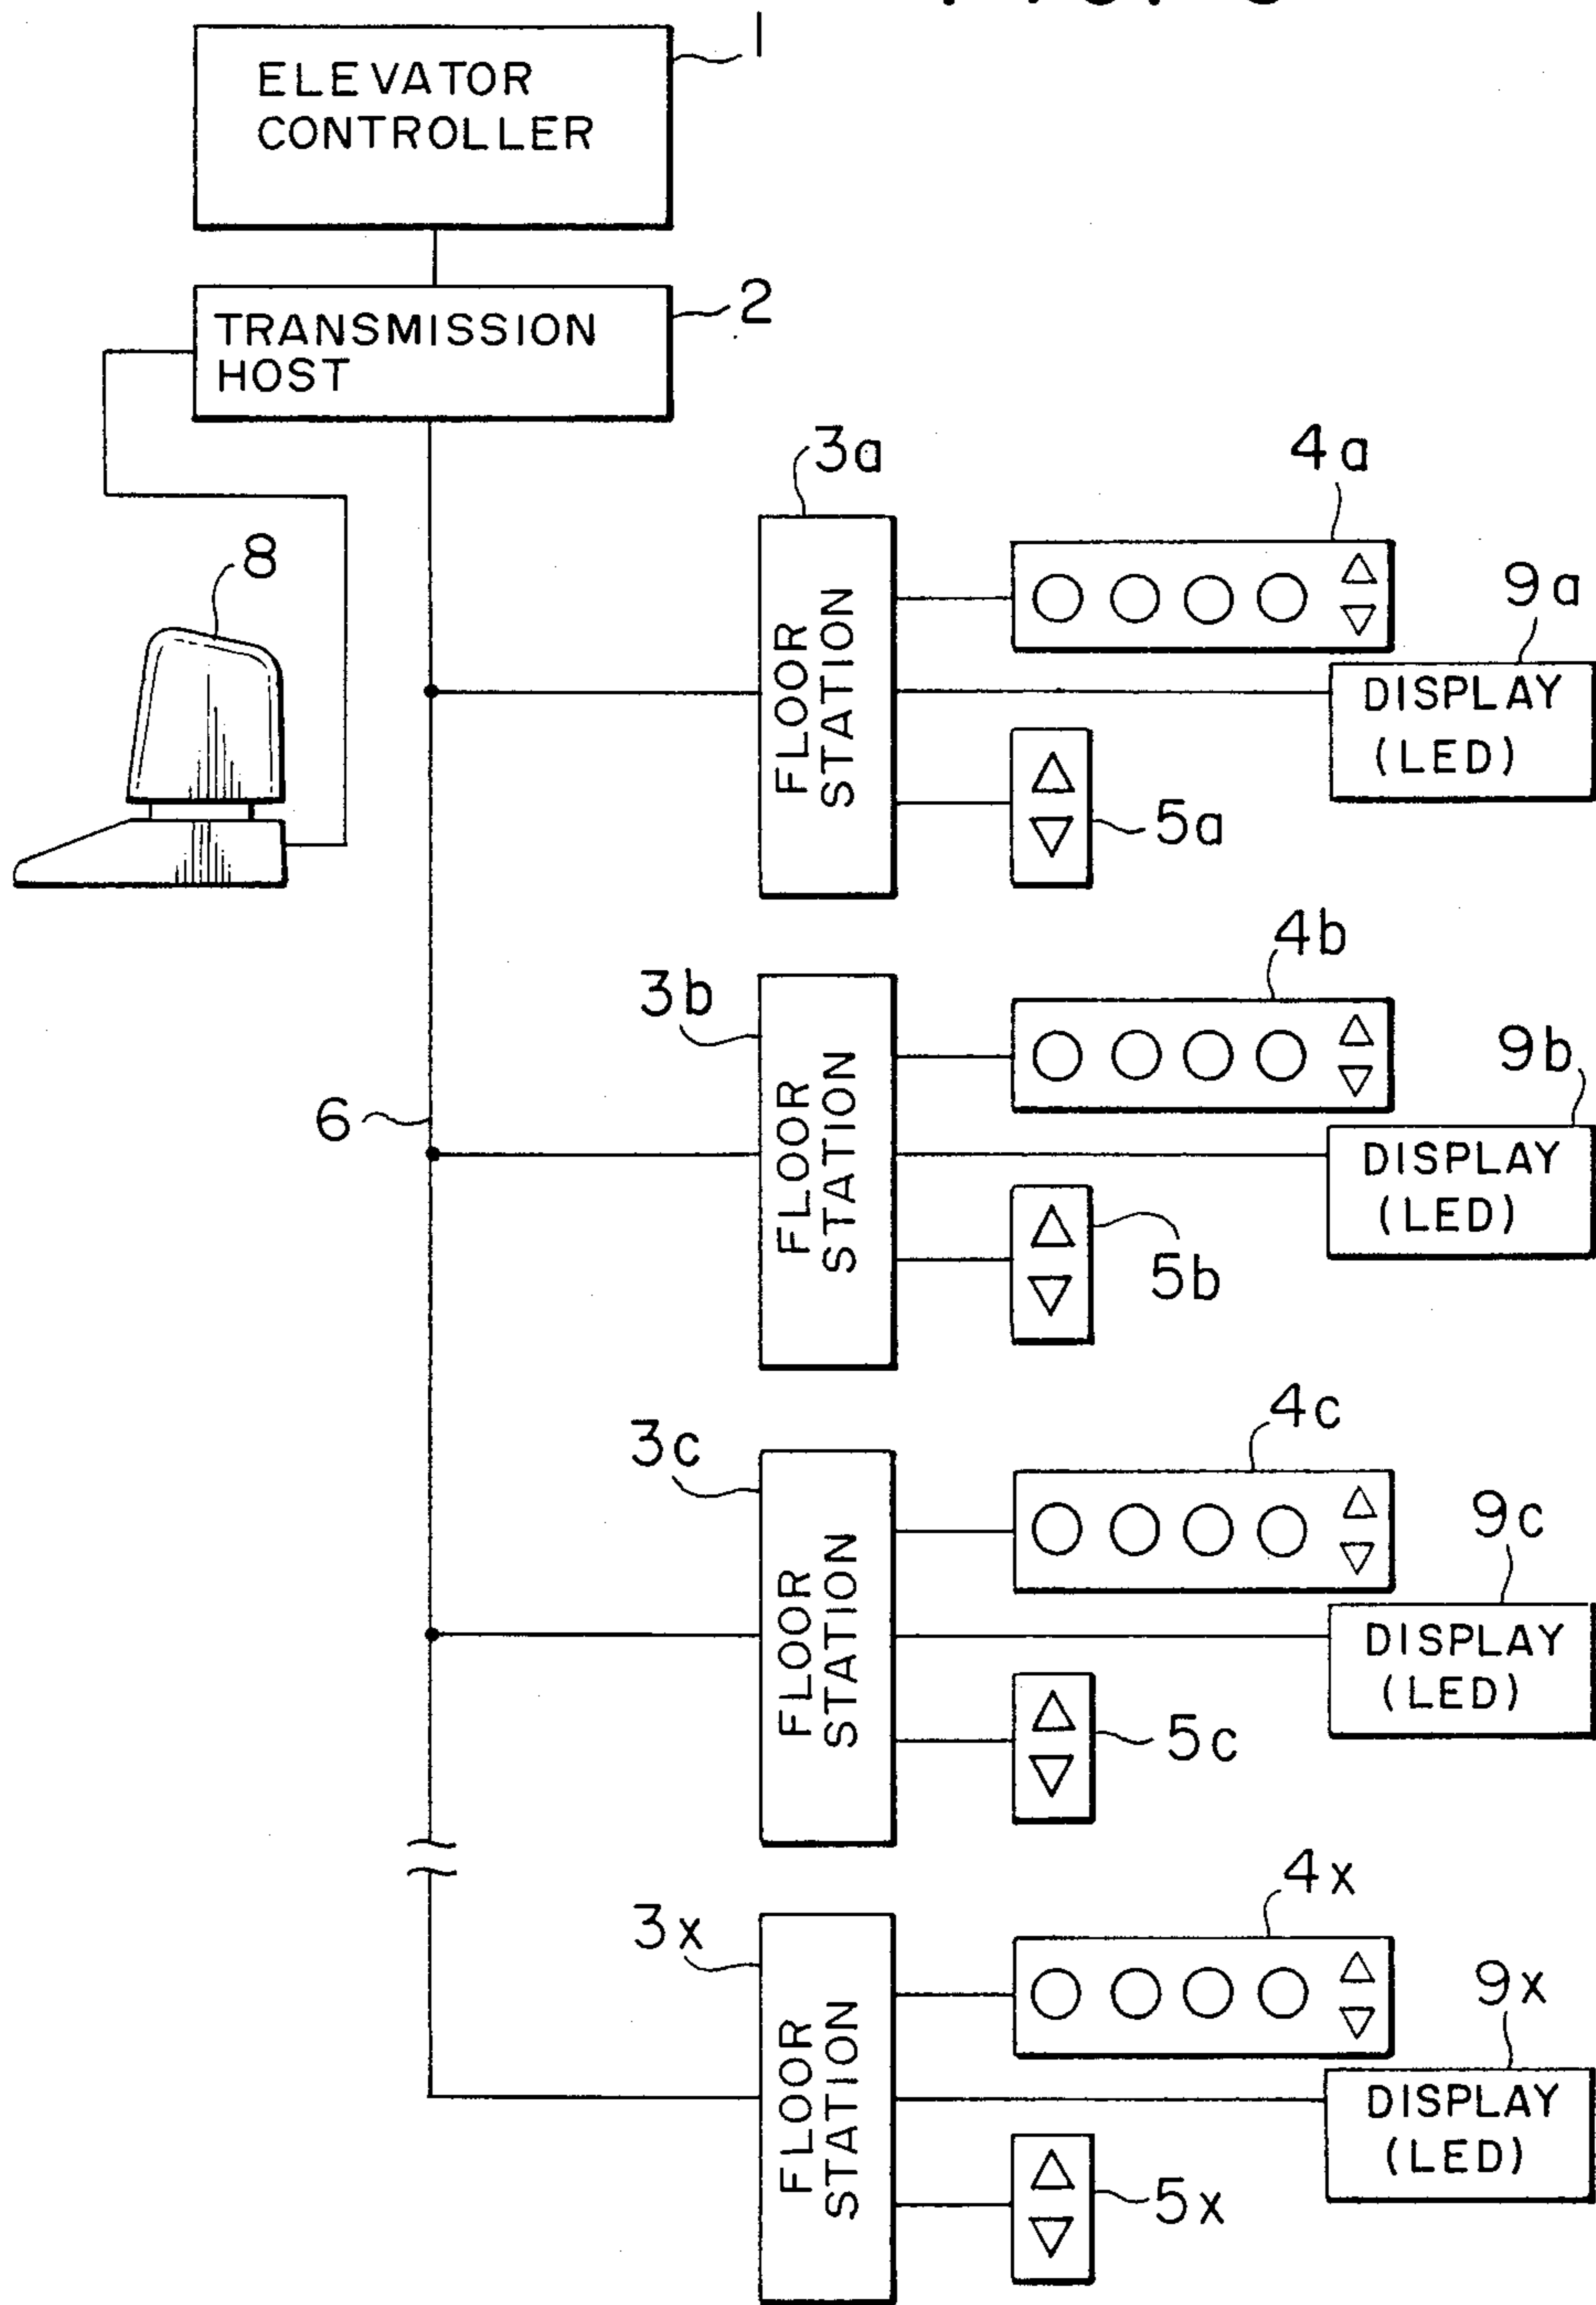 1
ELEVATOR
CONTROLLER
2
TRANSMISSION
HOST
3a
4a
8
9a
FLOOR
STATION
DISPLAY
(LED)
5a
4b
3b
9b
6
FLOOR
STATION
DISPLAY
(LED)
5b
4c
3c
9c
FLOOR
STATION
DISPLAY
(LED)
5c
4x
3x
9x
FLOOR
STATION
DISPLAY
(LED)
5x